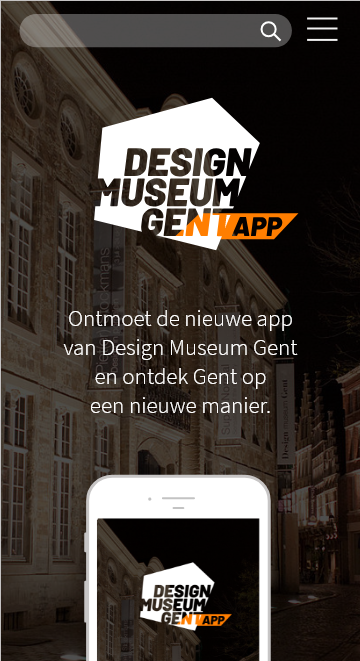 DESIGN
MUSEUM
GENT APP
Ontmoet de nieuwe app
van Design Museum Gent
en ontdek Gent op
een nieuwe manier.
DESIGN
MUSEUM
GENT APP